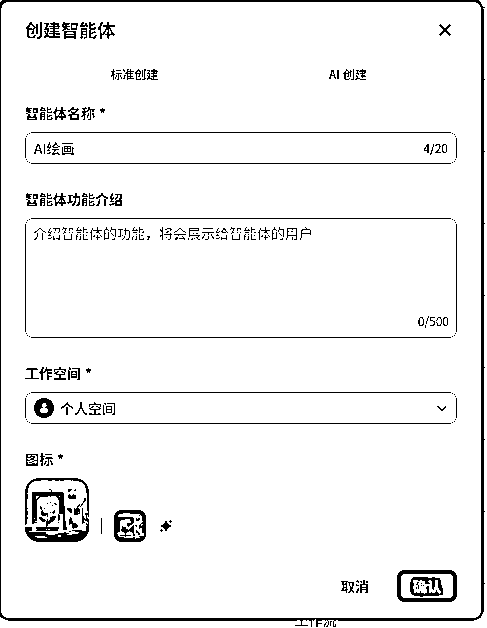 创建智能体
标准创建 AI 创建
智能体名称 *
AI绘画 4/20
智能体功能介绍
介绍智能体的功能，将会展示给智能体的用户
0/500
工作空间 *
个人空间
图标 *
取消 确认